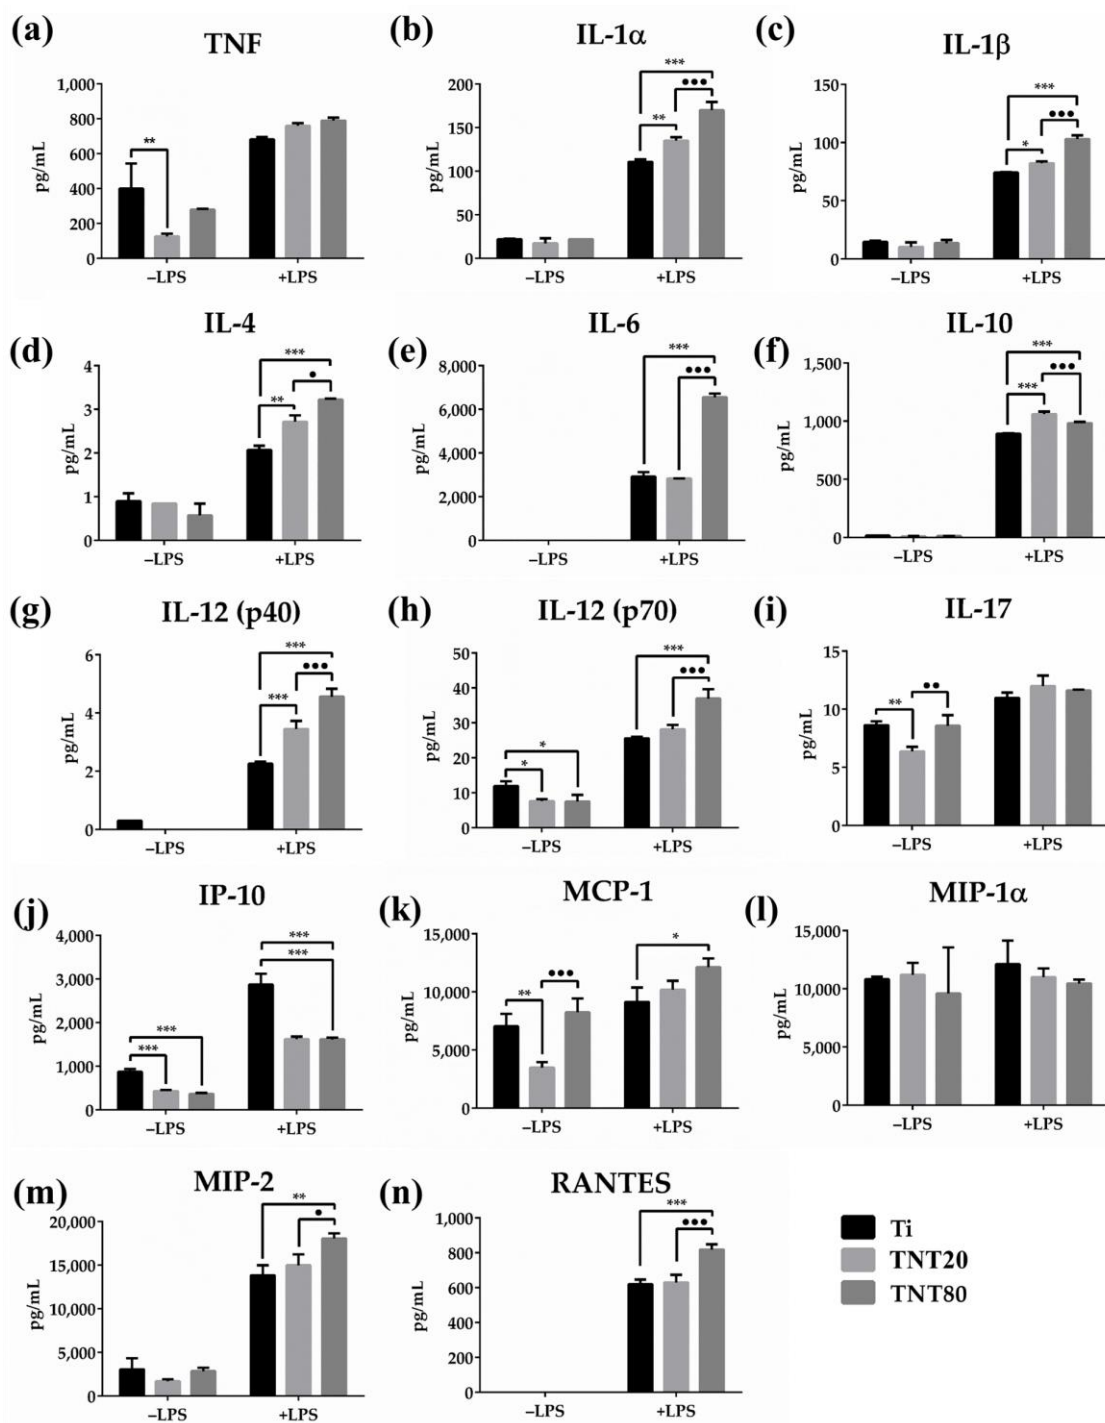 (a) TNF
1,000
800
600
400
200
0
pg/mL
**
–LPS +LPS
(b) IL-1α
200
150
100
50
0
pg/mL
***
●●●
**
–LPS +LPS
(c) IL-1β
150
100
50
0
pg/mL
***
●●●
*
–LPS +LPS
(d) IL-4
4
3
2
1
0
pg/mL
***
●
**
–LPS +LPS
(e) IL-6
8,000
6,000
4,000
2,000
0
pg/mL
***
●●●
–LPS +LPS
(f) IL-10
1,500
1,000
500
0
pg/mL
***
●●●
***
–LPS +LPS
(g) IL-12 (p40)
6
4
2
0
pg/mL
***
●●●
***
–LPS +LPS
(h) IL-12 (p70)
50
40
30
20
10
0
pg/mL
*
*
***
●●●
–LPS +LPS
(i) IL-17
15
10
5
0
pg/mL
**
●●
–LPS +LPS
(j) IP-10
4,000
3,000
2,000
1,000
0
pg/mL
***
***
***
***
–LPS +LPS
(k) MCP-1
15,000
10,000
5,000
0
pg/mL
**
●●●
*
–LPS +LPS
(l) MIP-1α
15,000
10,000
5,000
0
pg/mL
–LPS +LPS
(m) MIP-2
20,000
15,000
10,000
5,000
0
pg/mL
**
●
–LPS +LPS
(n) RANTES
1,000
800
600
400
200
0
pg/mL
***
●●●
–LPS +LPS
Ti
TNT20
TNT80